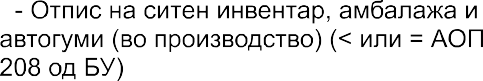 - Отпис на ситен инвентар, амбалажа и
автогуми (во производство) (< или = АОП
208 од БУ)